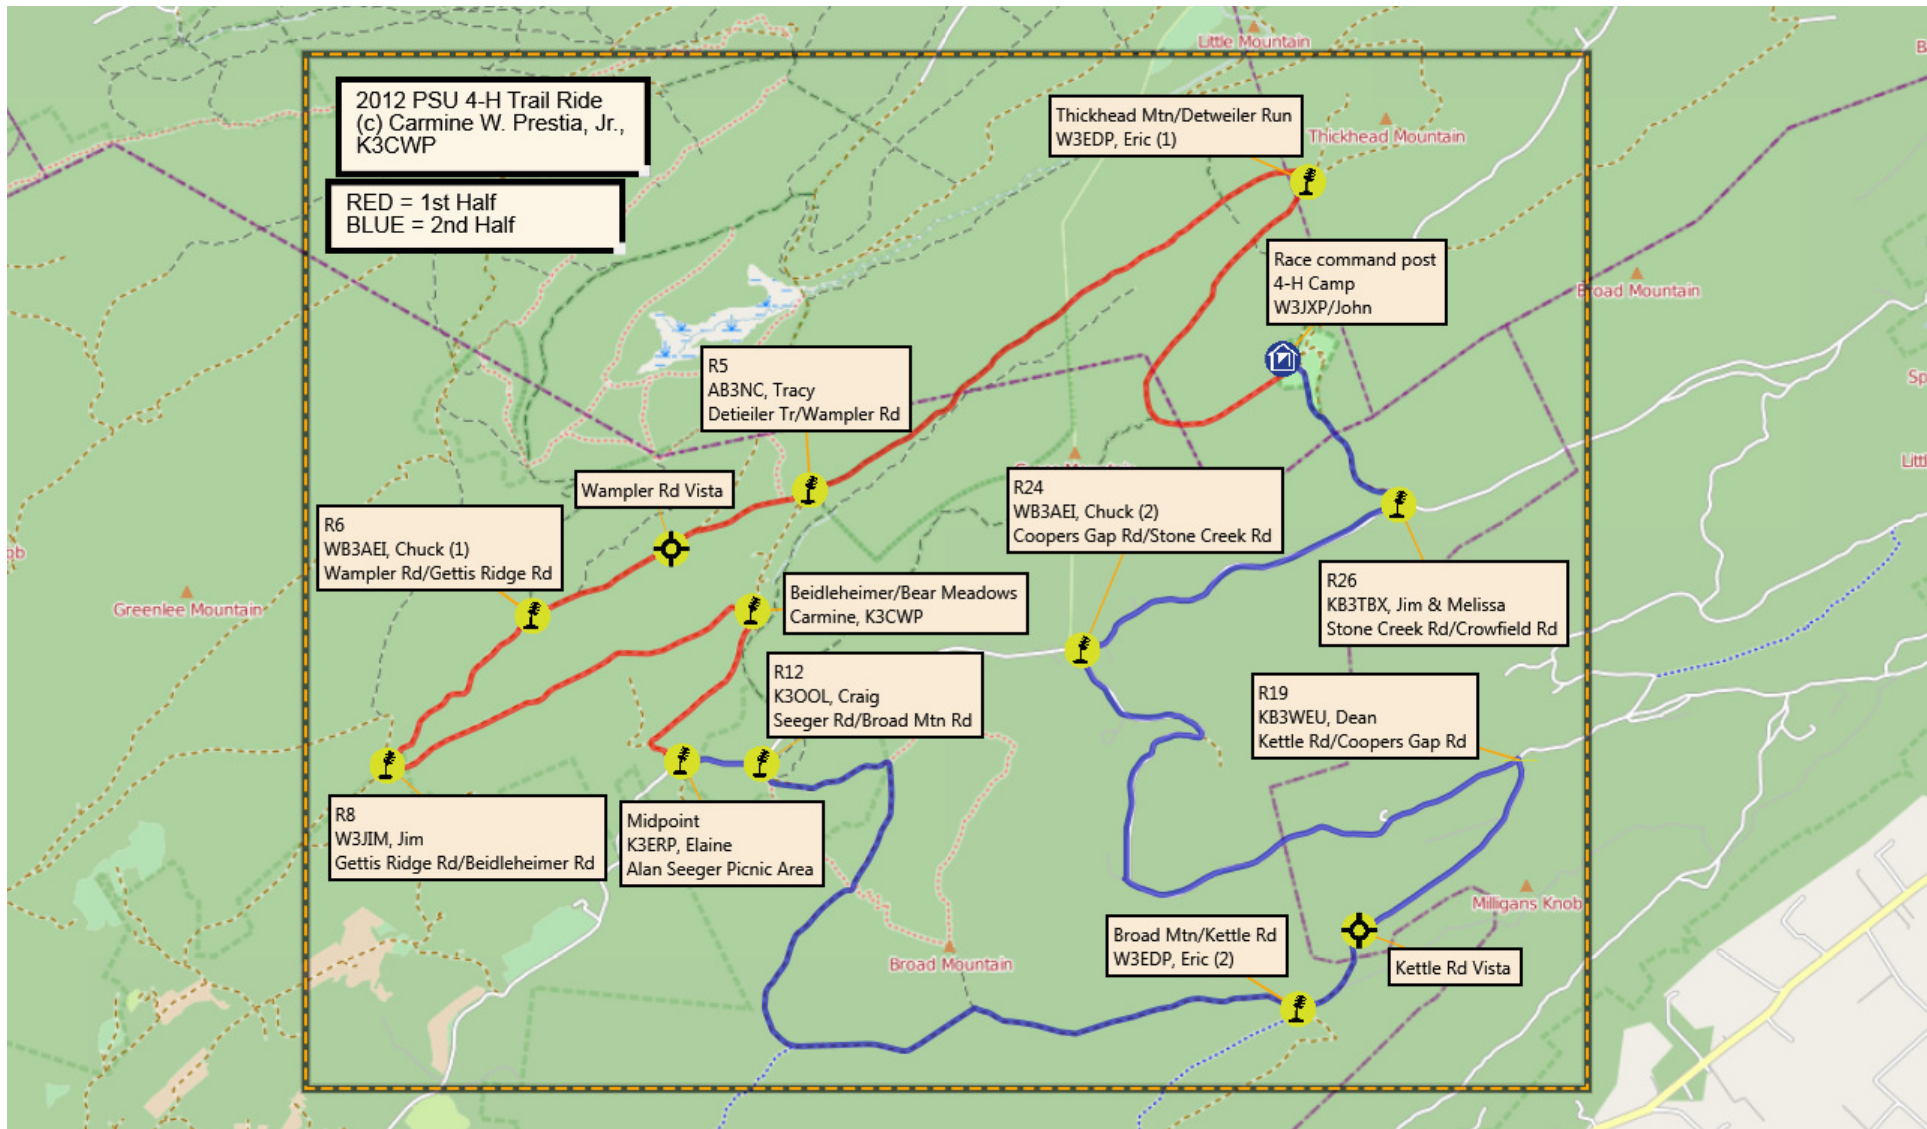 Little Mountain
2012 PSU 4-H Trail Ride
(c) Carmine W. Prestia, Jr.,
K3CWP
RED = 1st Half
BLUE = 2nd Half
Thickhead Mtn/Detweiler Run
W3EDP, Eric (1)
Thickhead Mountain
Race command post
4-H Camp
W3JXP/John
Broad Mountain
R5
AB3NC, Tracy
Detieiler Tr/Wampler Rd
Wampler Rd Vista
R24
WB3AEI, Chuck (2)
Coopers Gap Rd/Stone Creek Rd
R6
WB3AEI, Chuck (1)
Wampler Rd/Gettis Ridge Rd
Greenlee Mountain
Beidleheimer/Bear Meadows
Carmine, K3CWP
R26
KB3TBX, Jim & Melissa
Stone Creek Rd/Crowfield Rd
R12
K3OOL, Craig
Seeger Rd/Broad Mtn Rd
R19
KB3WEU, Dean
Kettle Rd/Coopers Gap Rd
R8
W3JIM, Jim
Gettis Ridge Rd/Beidleheimer Rd
Midpoint
K3ERP, Elaine
Alan Seeger Picnic Area
Milligans Knob
Broad Mtn/Kettle Rd
W3EDP, Eric (2)
Broad Mountain
Kettle Rd Vista